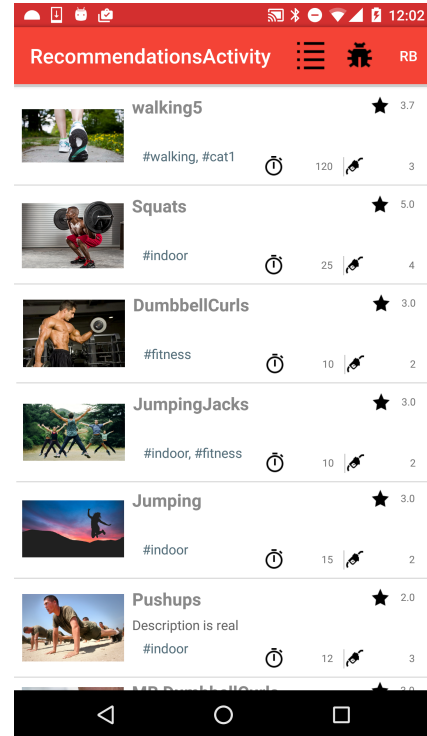 12:02
RecommendationsActivity RB
walking5 3.7
#walking, #cat1
120 3
Squats 5.0
#indoor
25 4
DumbbellCurls 3.0
#fitness
10 2
JumpingJacks 3.0
#indoor, #fitness
10 2
Jumping 3.0
#indoor
15 2
Pushups 2.0
Description is real
#indoor
12 3
MB DumbbellCurls